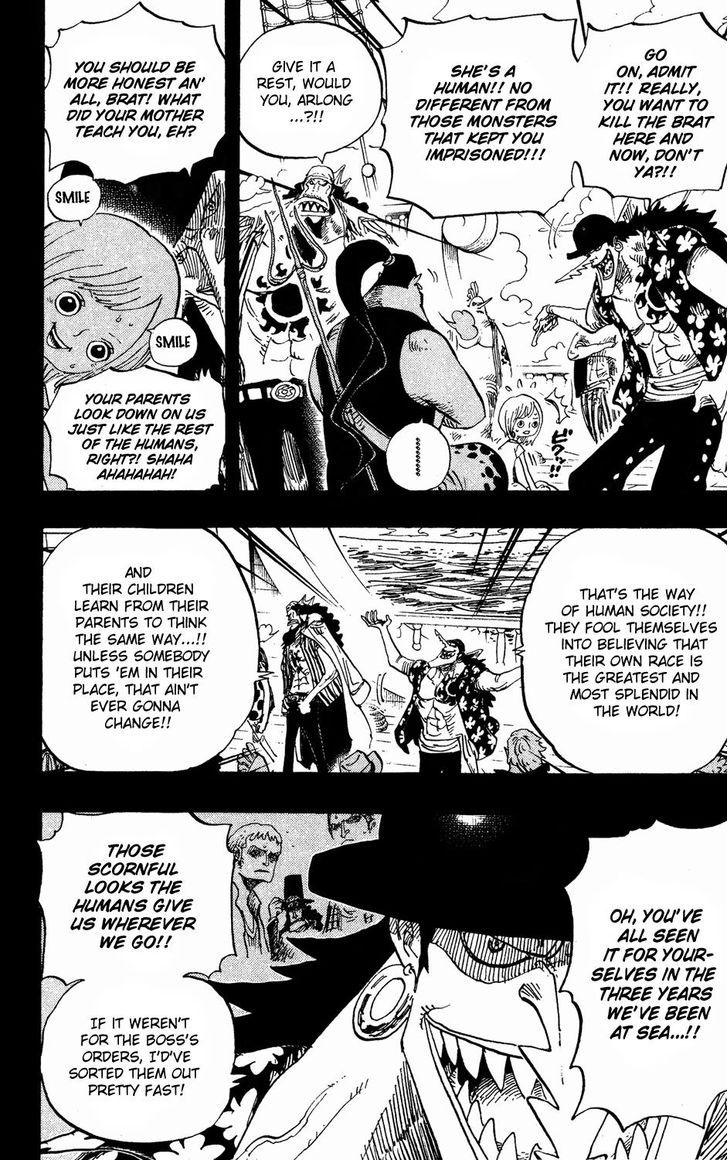 GO
ON, ADMIT
IT!! REALLY,
YOU WANT TO
KILL THE BRAT
HERE AND
NOW, DON'T
YA?!!
SHE'S A
HUMAN!! NO
DIFFERENT FROM
THOSE MONSTERS
THAT KEPT YOU
IMPRISONED!!!
GIVE IT A
REST, WOULD
YOU, ARLONG
...?!!
ビクッ!!
YOU SHOULD BE
MORE HONEST AN'
ALL, BRAT! WHAT
DID YOUR MOTHER
TEACH YOU, EH?
SMILE
SMILE
YOUR PARENTS
LOOK DOWN ON US
JUST LIKE THE REST
OF THE HUMANS,
RIGHT?! SHAHA
AHAHAHAH!
THAT'S THE WAY
OF HUMAN SOCIETY!!
THEY FOOL THEMSELVES
INTO BELIEVING THAT
THEIR OWN RACE IS
THE GREATEST AND
MOST SPLENDID IN
THE WORLD!
AND
THEIR CHILDREN
LEARN FROM THEIR
PARENTS TO THINK
THE SAME WAY...!!
UNLESS SOMEBODY
PUTS 'EM IN THEIR
PLACE, THAT AIN'T
EVER GONNA
CHANGE!!
OH, YOU'VE
ALL SEEN
IT FOR YOUR-
SELVES IN THE
THREE YEARS
WE'VE BEEN
AT SEA...!!
THOSE
SCORNFUL
LOOKS THE
HUMANS GIVE
US WHEREVER
WE GO!!
IF IT WEREN'T
FOR THE BOSS'S
ORDERS, I'D'VE
SORTED THEM OUT
PRETTY FAST!